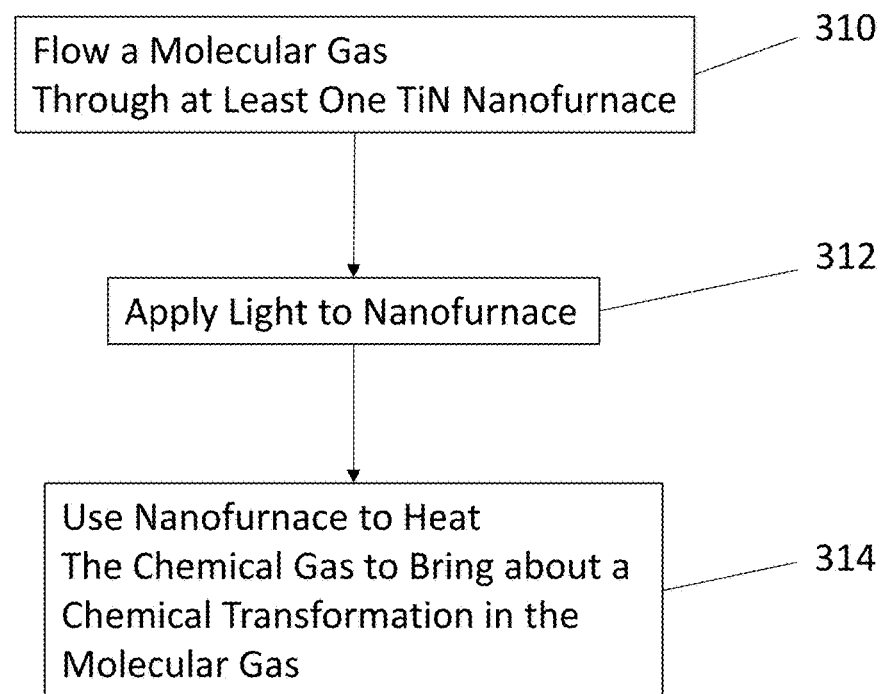 Flow a Molecular Gas
Through at Least One TiN Nanofurnace
310
Apply Light to Nanofurnace
312
Use Nanofurnace to Heat
The Chemical Gas to Bring about a
Chemical Transformation in the
Molecular Gas
314